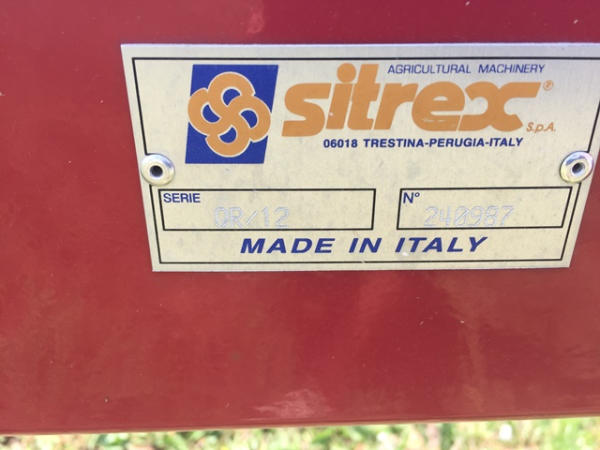 AGRICULTURAL MACHINERY
sitrex®
S.p.A.
06018 TRESTINA-PERUGIA-ITALY
SERIE QR/12
N° 240987
MADE IN ITALY